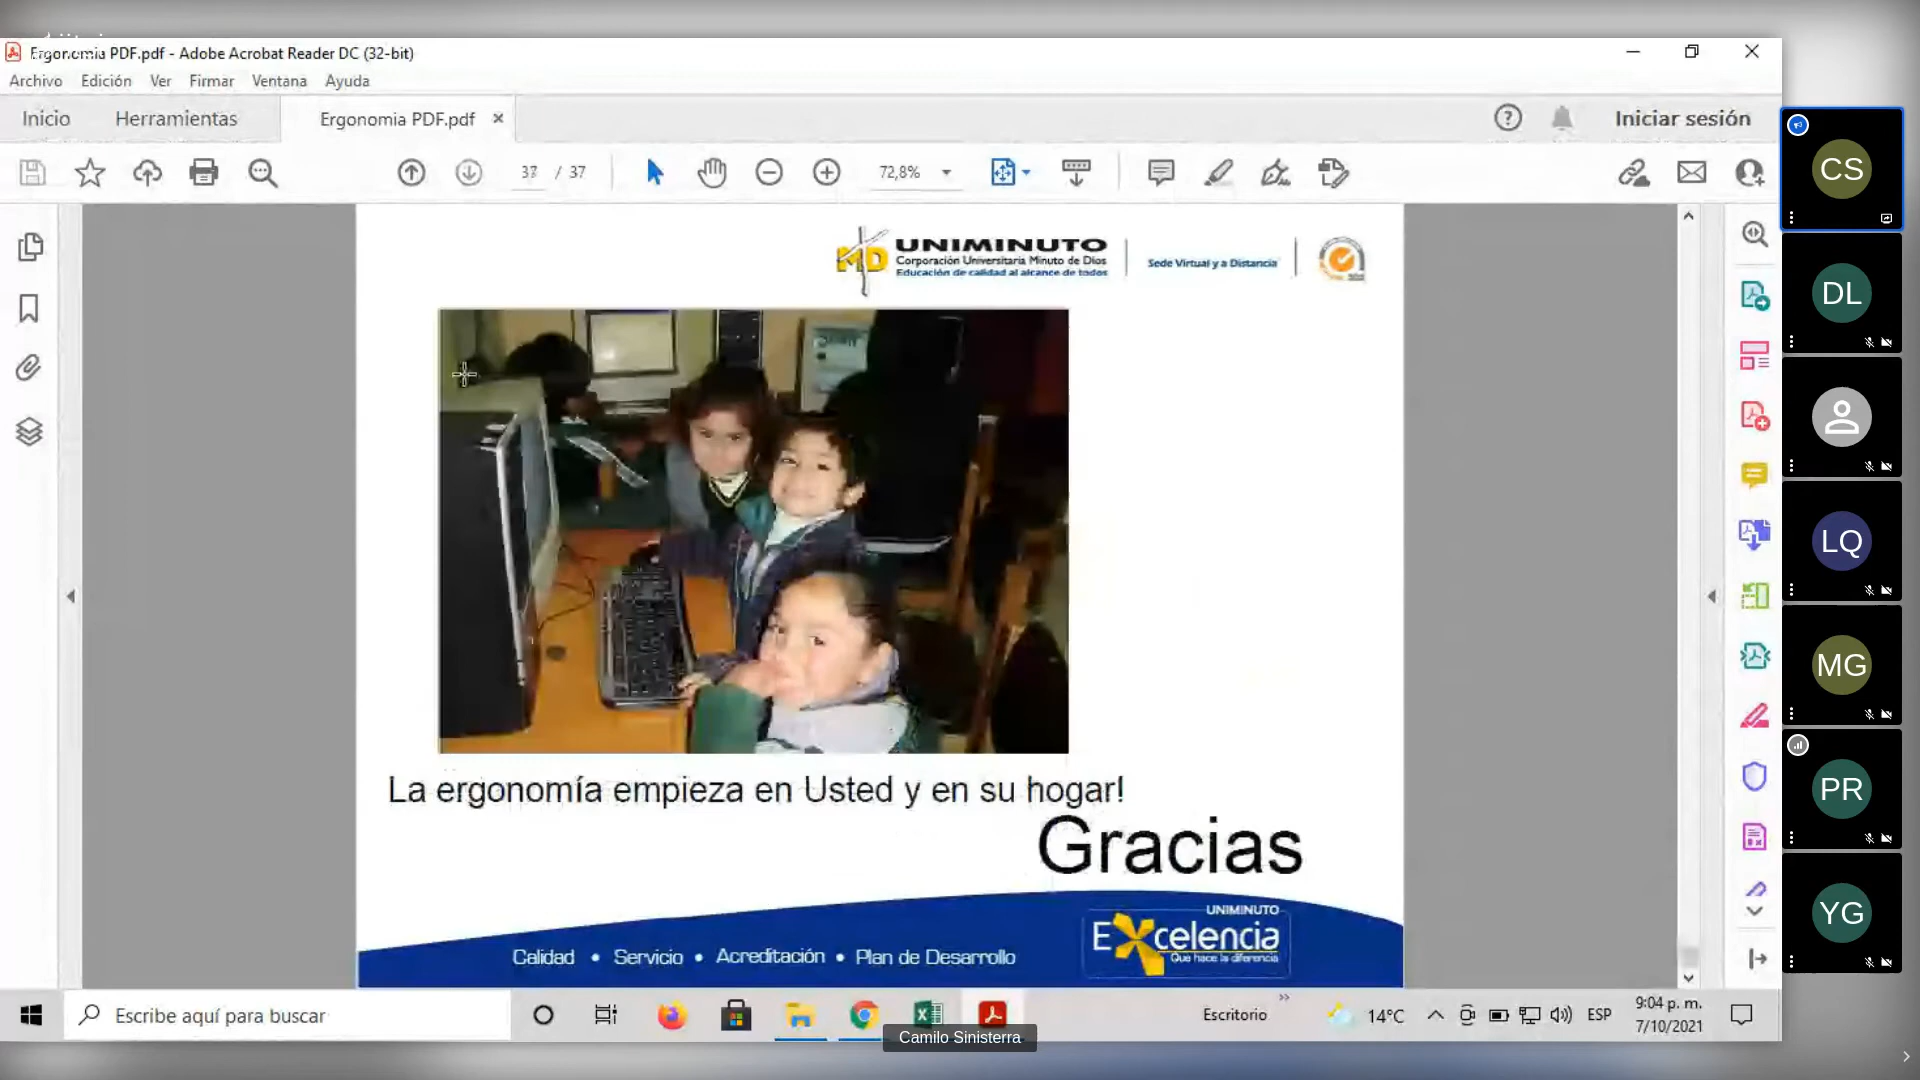 Ergonomia PDF.pdf - Adobe Acrobat Reader DC (32-bit)
Archivo Edición Ver Firmar Ventana Ayuda
Inicio Herramientas Ergonomia PDF.pdf Iniciar sesión
37 / 37 72,8%
UNIMINUTO
Corporación Universitaria Minuto de Dios
Educación de calidad al alcance de todos
Sede Virtual y a Distancia
La ergonomía empieza en Usted y en su hogar!
Gracias
Calidad • Servicio • Acreditación • Plan de Desarrollo
UNIMINUTO
Excelencia
Que hace la diferencia
CS
DL
LQ
MG
PR
YG
Escribe aquí para buscar
Escritorio
14°C
ESP
9:04 p. m.
7/10/2021
Camilo Sinisterra